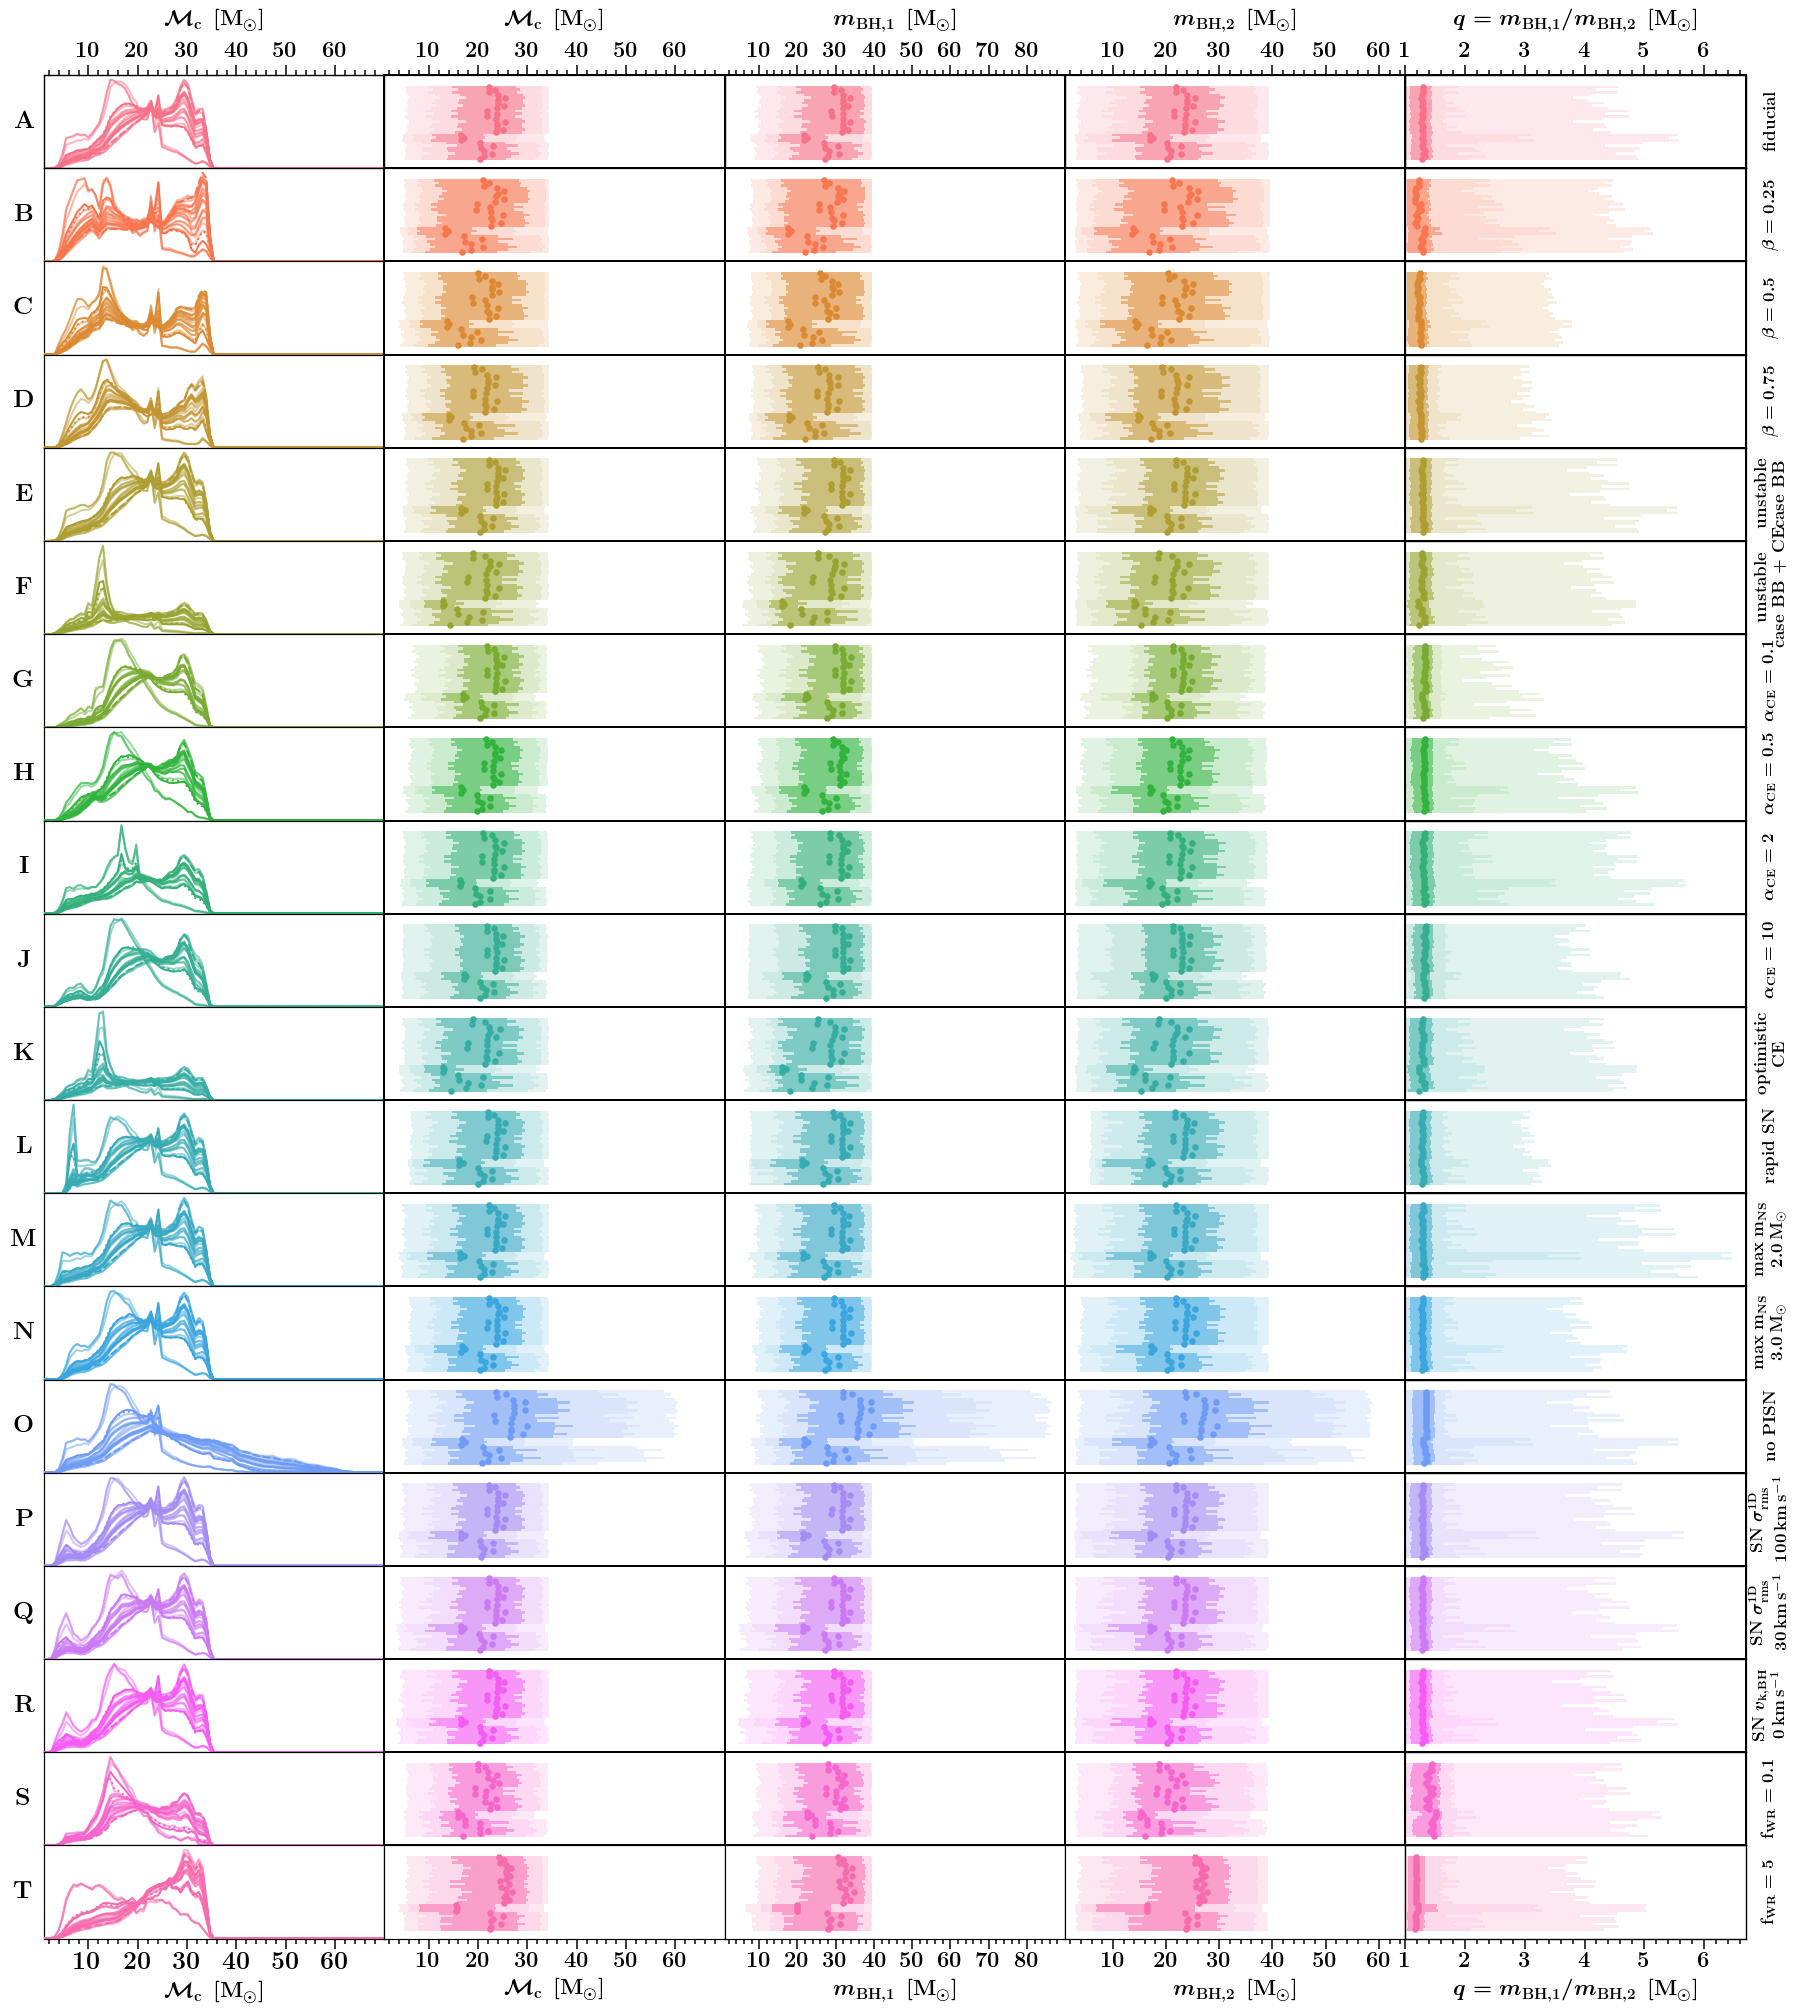 𝓜c [M⊙] 𝓜c [M⊙] mBH,1 [M⊙] mBH,2 [M⊙] q = mBH,1/mBH,2 [M⊙]
10 20 30 40 50 60 10 20 30 40 50 60 10 20 30 40 50 60 70 80 10 20 30 40 50 60 1 2 3 4 5 6
A fiducial
B β = 0.25
C β = 0.5
D β = 0.75
E unstable
case BB
F unstable
case BB + CE
G αCE = 0.1
H αCE = 0.5
I αCE = 2
J αCE = 10
K optimistic
CE
L rapid SN
M max mNS
2.0 M⊙
N max mNS
3.0 M⊙
O no PISN
P SN σ1Drms
100 km s−1
Q SN σ1Drms
30 km s−1
R SN vk,BH
0 km s−1
S fWR = 0.1
T fWR = 5
10 20 30 40 50 60 10 20 30 40 50 60 10 20 30 40 50 60 70 80 10 20 30 40 50 60 1 2 3 4 5 6
𝓜c [M⊙] 𝓜c [M⊙] mBH,1 [M⊙] mBH,2 [M⊙] q = mBH,1/mBH,2 [M⊙]